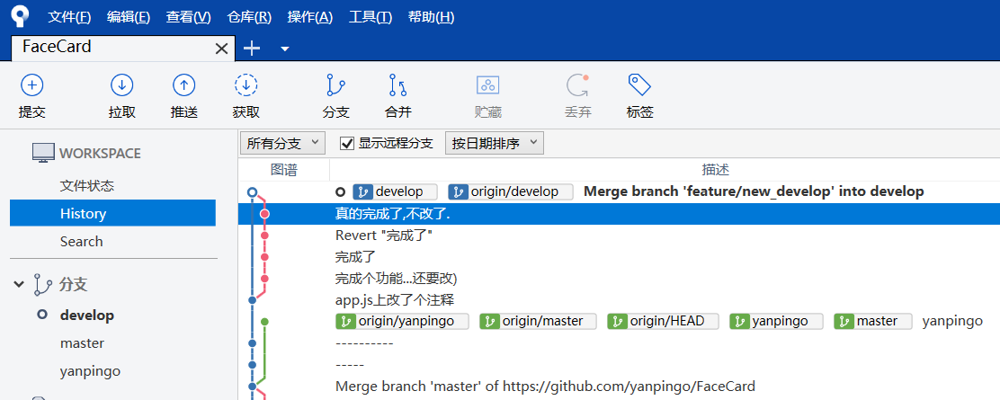 文件(F) 编辑(E) 查看(V) 仓库(R) 操作(A) 工具(T) 帮助(H)
FaceCard
提交 拉取 推送 获取 分支 合并 贮藏 丢弃 标签
WORKSPACE
文件状态
History
Search
分支
develop
master
yanpingo
所有分支 显示远程分支 按日期排序
图谱 描述
develop origin/develop Merge branch 'feature/new_develop' into develop
真的完成了,不改了.
Revert "完成了"
完成了
完成个功能...还要改)
app.js上改了个注释
origin/yanpingo origin/master origin/HEAD yanpingo master yanpingo
----------
-----
Merge branch 'master' of https://github.com/yanpingo/FaceCard